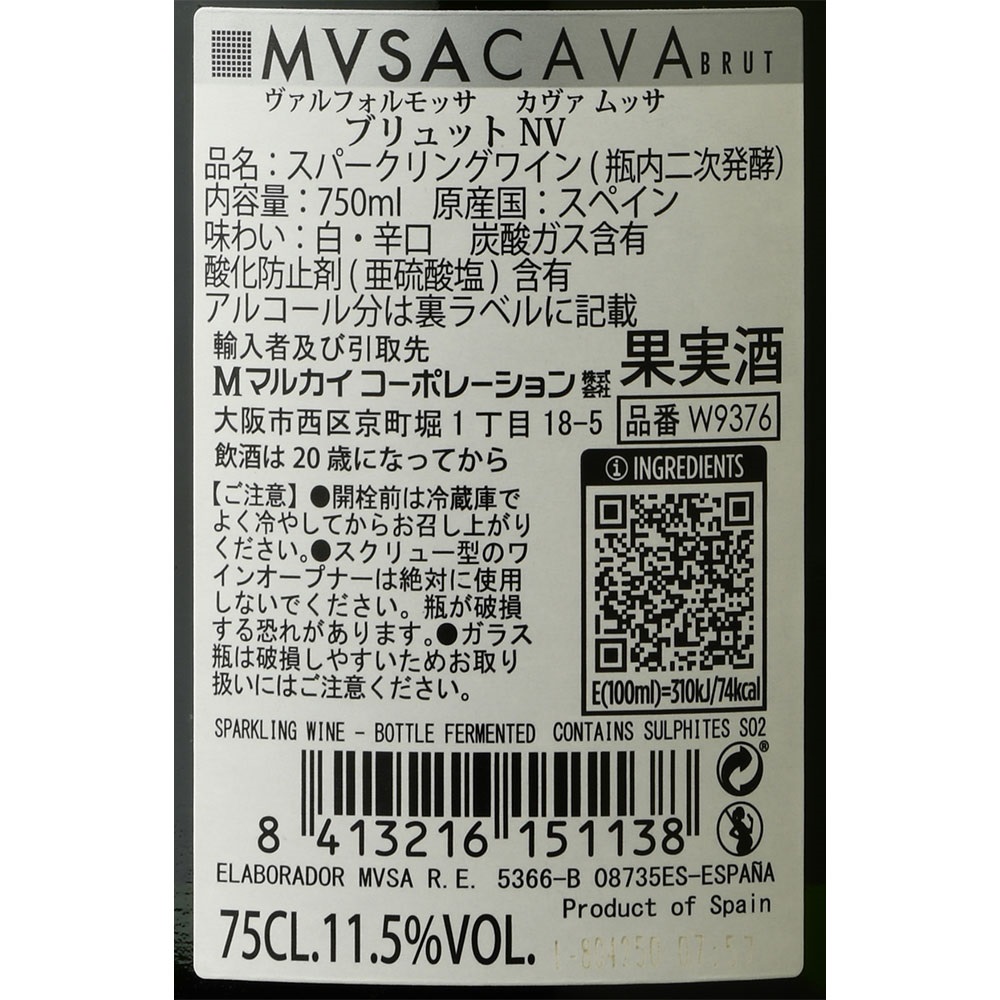 MVSACAVA BRUT
ヴァルフォルモッサ　カヴァ ムッサ
ブリュット NV
品名：スパークリングワイン ( 瓶内二次発酵)
内容量：750ml　原産国：スペイン
味わい：白・辛口　炭酸ガス含有
酸化防止剤 ( 亜硫酸塩 ) 含有
アルコール分は裏ラベルに記載
輸入者及び引取先
果実酒
Mマルカイ コーポレーション 株式会社
大阪市西区京町堀 1 丁目 18-5
品番 W9376
飲酒は 20 歳になってから
i INGREDIENTS
【ご注意】●開栓前は冷蔵庫で
よく冷やしてからお召し上がり
ください。●スクリュー型のワ
インオープナーは絶対に使用
しないでください。瓶が破損
する恐れがあります。●ガラス
瓶は破損しやすいためお取り
扱いにはご注意ください。
E(100ml)=310kJ/74kcal
SPARKLING WINE - BOTTLE FERMENTED CONTAINS SULPHITES SO2
8 413216 151138
ELABORADOR MVSA R.E. 5366-B 08735ES-ESPAÑA
Product of Spain
75CL.11.5%VOL.